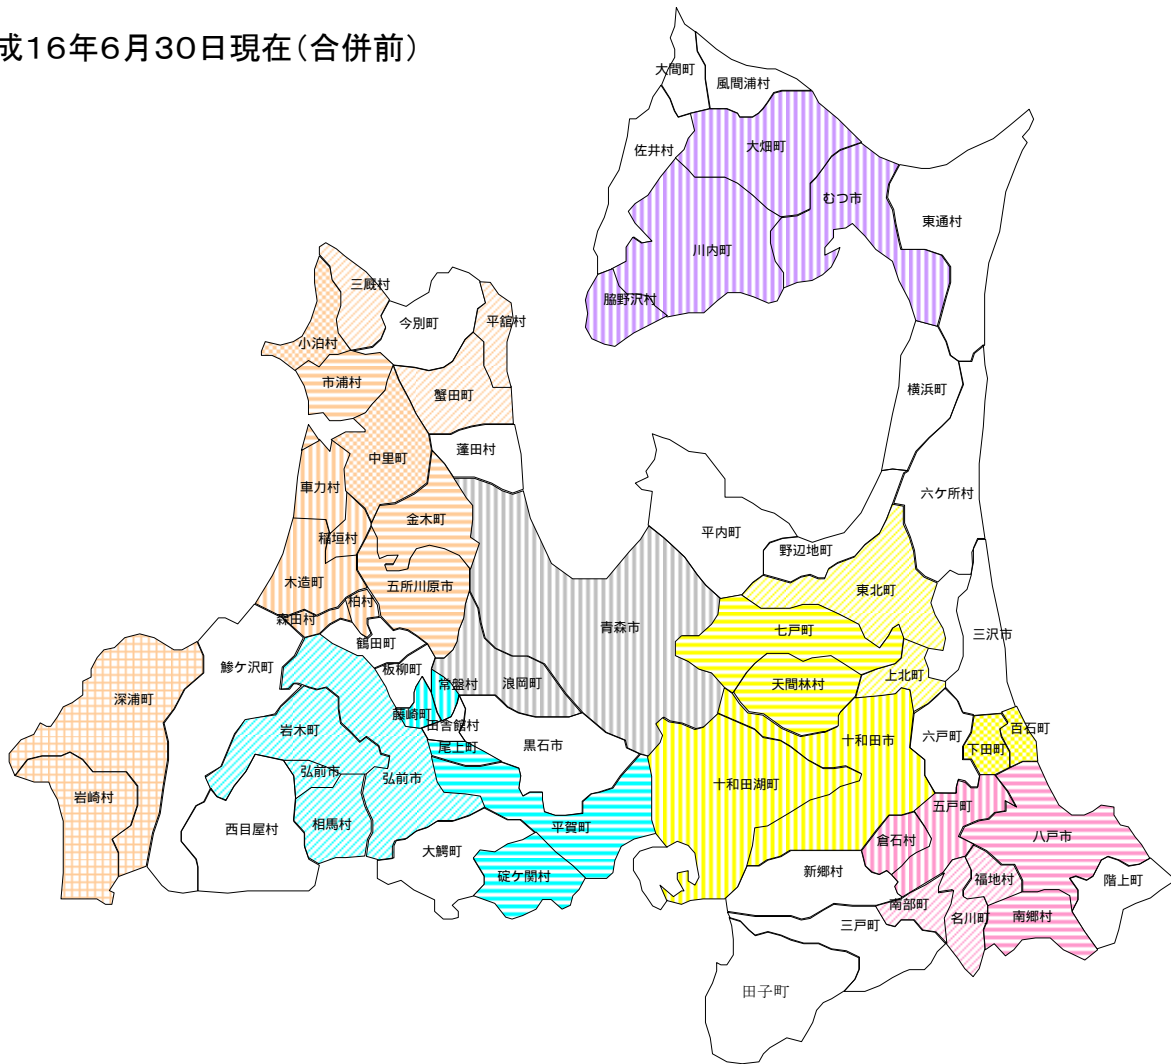 成16年6月30日現在(合併前)
大間町
風間浦村
佐井村
大畑町
むつ市
東通村
川内町
脇野沢村
三厩村
今別町
平舘村
小泊村
市浦村
蟹田町
横浜町
中里町
蓬田村
車力村
六ケ所村
金木町
稲垣村
平内町
野辺地町
木造町
五所川原市
東北町
柏村
森田村
青森市
七戸町
三沢市
鶴田町
鰺ケ沢町
板柳町
常盤村
浪岡町
天間林村
上北町
深浦町
藤崎町
田舎館村
百石町
岩木町
尾上町
黒石市
十和田市
六戸町
下田町
弘前市
弘前市
十和田湖町
岩崎村
五戸町
相馬村
西目屋村
平賀町
八戸市
倉石村
大鰐町
碇ケ関村
新郷村
福地村
階上町
南部町
三戸町
名川町
南郷村
田子町